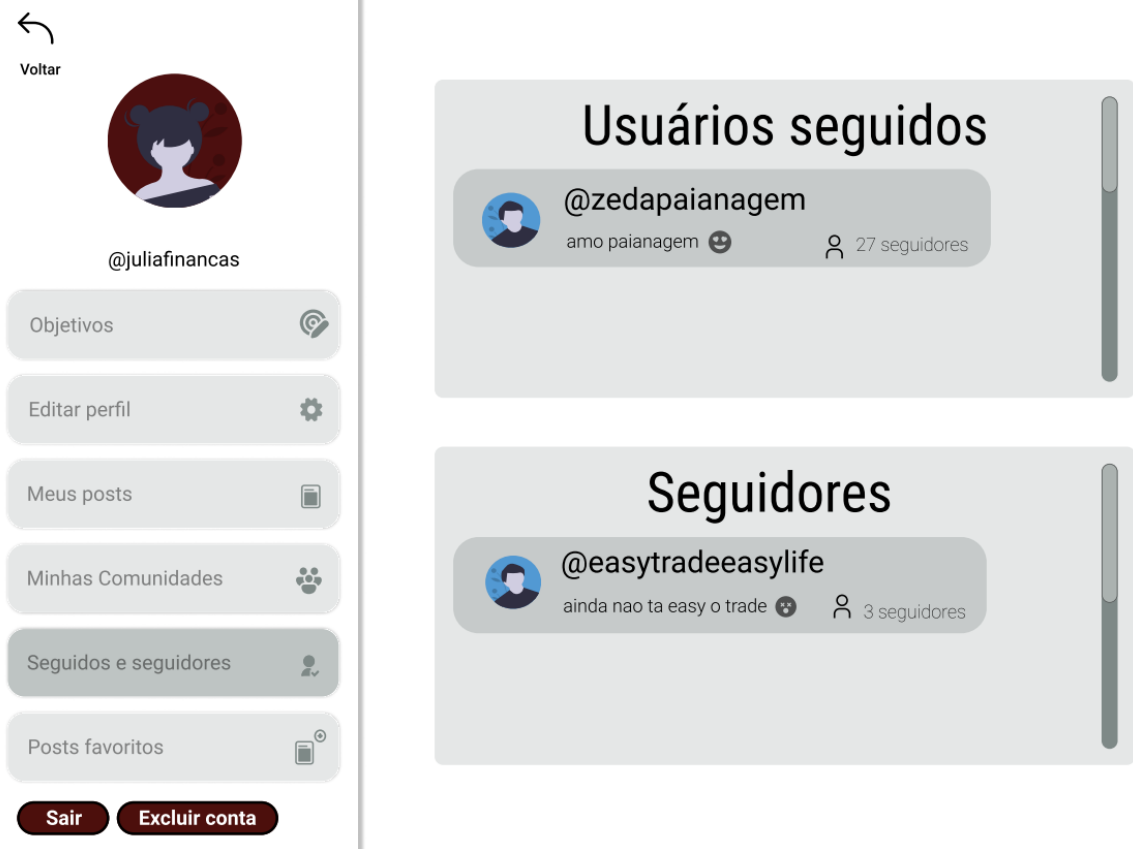 Voltar
@juliafinancas
Objetivos
Editar perfil
Meus posts
Minhas Comunidades
Seguidos e seguidores
Posts favoritos
Sair
Excluir conta
Usuários seguidos
@zedapaianagem
amo paianagem
27 seguidores
Seguidores
@easytradeeasylife
ainda nao ta easy o trade
3 seguidores